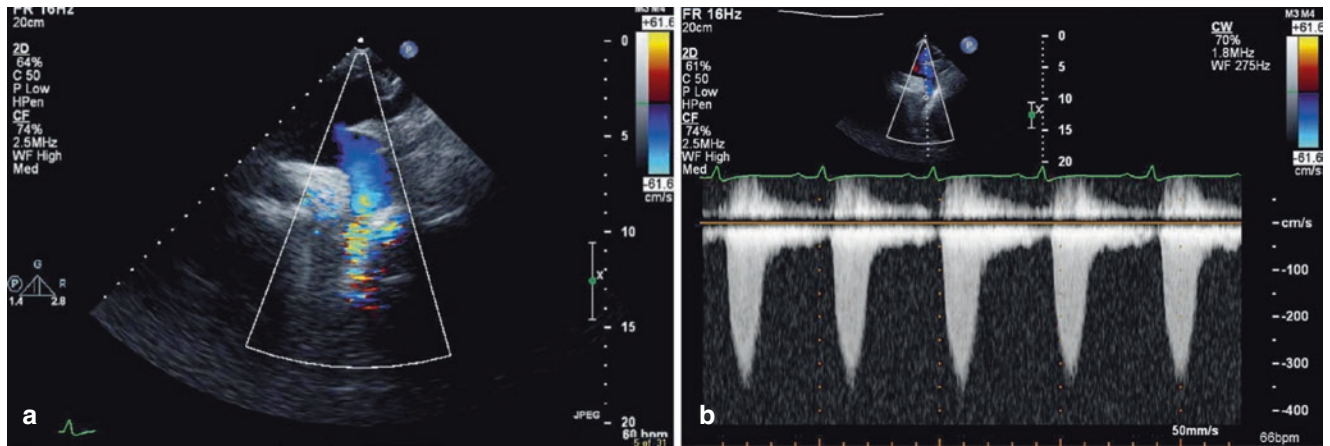 FR 16Hz
20cm
2D
64%
C 50
P Low
HPen
CF
74%
2.5MHz
WF High
Med
M3 M4
+61.6
-61.6
cm/s
0
5
10
15
20
P
G
P
R
1.4
2.8
X
JPEG
60 bpm
5 of 31
a
FR 16Hz
20cm
2D
61%
C 50
P Low
HPen
CF
74%
2.5MHz
WF High
Med
P
0
5
10
15
20
X
CW
70%
1.8MHz
WF 275Hz
M3 M4
+61.6
-61.6
cm/s
cm/s
-100
-200
-300
-400
50mm/s
66bpm
b